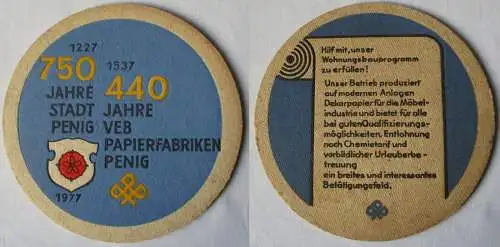 1227
750
1537
440
JAHRE
STADT
PENIG
JAHRE
VEB
PAPIERFABRIKEN
PENIG
1977
Hilf mit, unser
Wohnungsbauprogramm
zu erfüllen!
Unser Betrieb produziert
auf modernen Anlagen
Dekorpapier für die Möbel-
industrie und bietet für alle
bei guten Qualifizierungs-
möglichkeiten, Entlohnung
nach Chemietarif und
vorbildlicher Urlauberbe-
treuung
ein breites und interessantes
Betätigungsfeld.